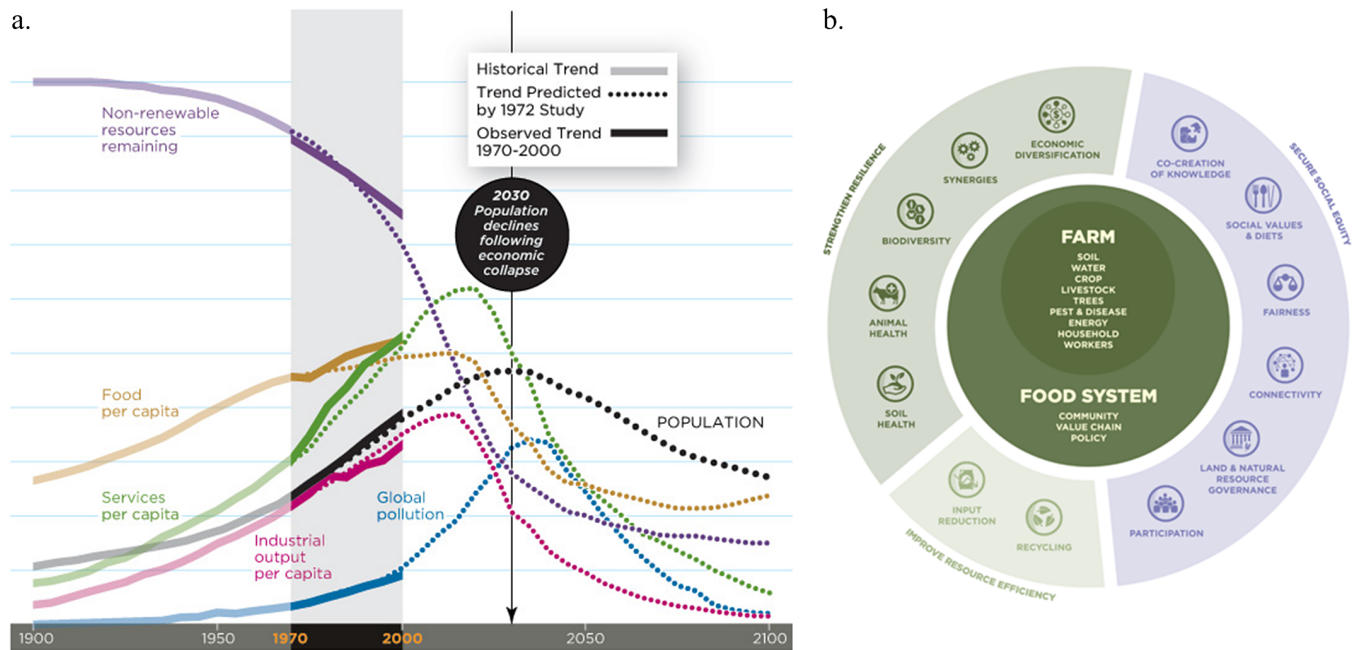 a.
Historical Trend
Trend Predicted
by 1972 Study
Observed Trend
1970-2000
Non-renewable
resources
remaining
2030
Population
declines
following
economic
collapse
Food
per capita
POPULATION
Services
per capita
Global
pollution
Industrial
output
per capita
1900
1950
1970
2000
2050
2100
b.
STRENGTHEN RESILIENCE
ECONOMIC
DIVERSIFICATION
SYNERGIES
BIODIVERSITY
ANIMAL
HEALTH
SOIL
HEALTH
SECURE SOCIAL EQUITY
CO-CREATION
OF KNOWLEDGE
SOCIAL VALUES
& DIETS
FAIRNESS
CONNECTIVITY
LAND & NATURAL
RESOURCE
GOVERNANCE
PARTICIPATION
IMPROVE RESOURCE EFFICIENCY
INPUT
REDUCTION
RECYCLING
FARM
SOIL
WATER
CROP
LIVESTOCK
TREES
PEST & DISEASE
ENERGY
HOUSEHOLD
WORKERS
FOOD SYSTEM
COMMUNITY
VALUE CHAIN
POLICY